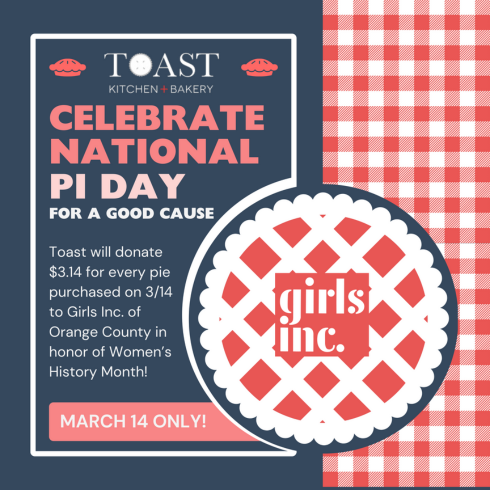 TOAST
KITCHEN+BAKERY
CELEBRATE
NATIONAL
PI DAY
FOR A GOOD CAUSE
Toast will donate
$3.14 for every pie
purchased on 3/14
to Girls Inc. of
Orange County in
honor of Women's
History Month!
MARCH 14 ONLY!
girls
inc.